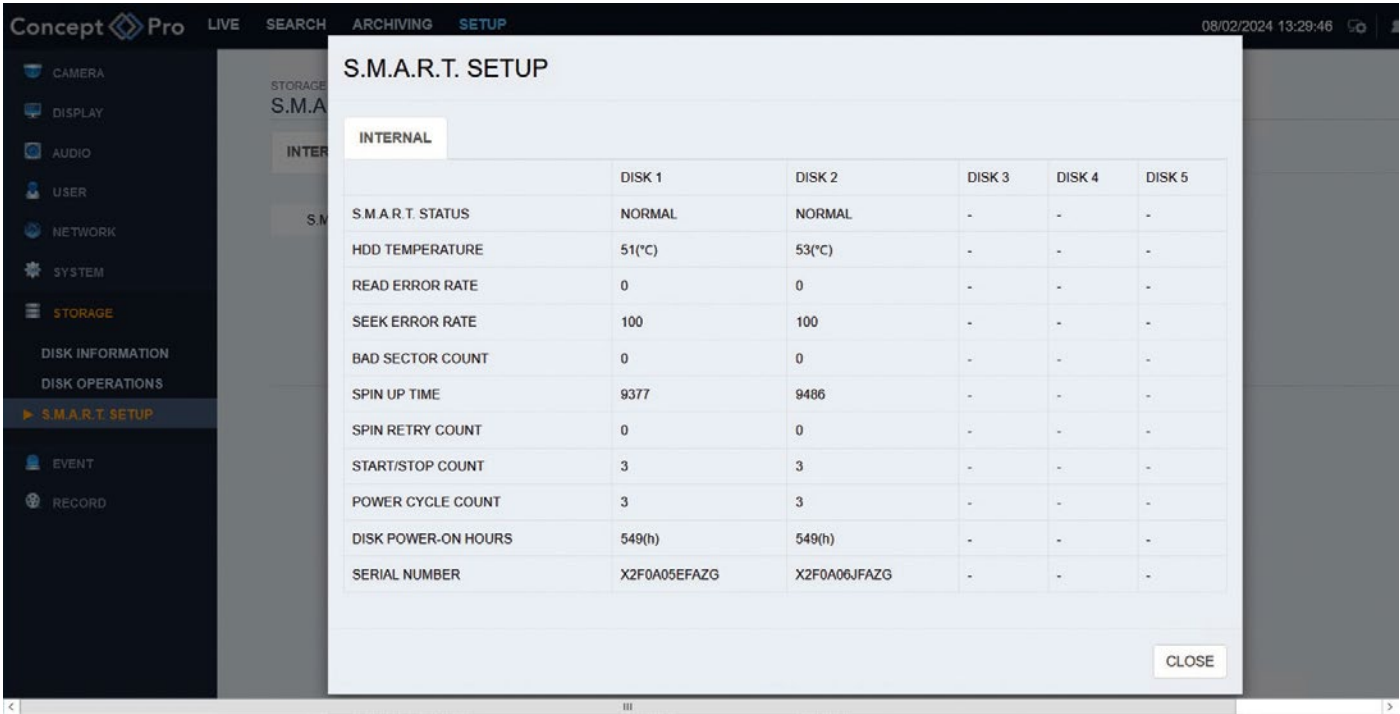 Concept Pro LIVE SEARCH ARCHIVING SETUP 08/02/2024 13:29:46
CAMERA
DISPLAY
AUDIO
USER
NETWORK
SYSTEM
STORAGE
DISK INFORMATION
DISK OPERATIONS
S.M.A.R.T. SETUP
EVENT
RECORD
STORAGE
S.M.A
INTER
S.M
S.M.A.R.T. SETUP
INTERNAL
DISK 1 DISK 2 DISK 3 DISK 4 DISK 5
S.M.A.R.T. STATUS NORMAL NORMAL - - -
HDD TEMPERATURE 51(°C) 53(°C) - - -
READ ERROR RATE 0 0 - - -
SEEK ERROR RATE 100 100 - - -
BAD SECTOR COUNT 0 0 - - -
SPIN UP TIME 9377 9486 - - -
SPIN RETRY COUNT 0 0 - - -
START/STOP COUNT 3 3 - - -
POWER CYCLE COUNT 3 3 - - -
DISK POWER-ON HOURS 549(h) 549(h) - - -
SERIAL NUMBER X2F0A05EFAZG X2F0A06JFAZG - - -
CLOSE